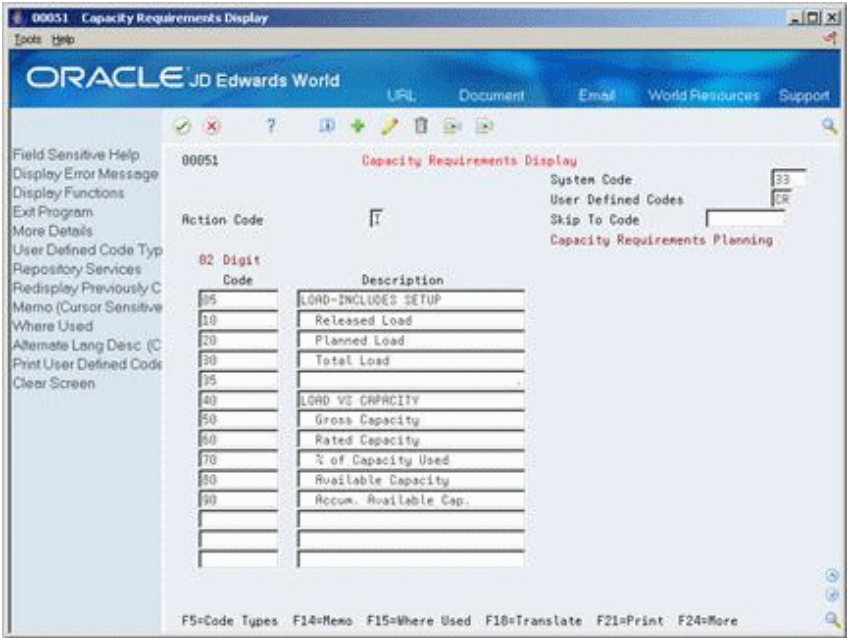 00051 Capacity Requirements Display
Tools Help
ORACLE JD Edwards World
URL Document Email World Resources Support
?
Field Sensitive Help
Display Error Message
Display Functions
Exit Program
More Details
User Defined Code Typ
Repository Services
Redisplay Previously C
Memo (Cursor Sensitive
Where Used
Alternate Lang Desc (C
Print User Defined Code
Clear Screen
00051 Capacity Requirements Display
System Code 33
User Defined Codes CR
Action Code I Skip To Code
Capacity Requirements Planning
02 Digit
Code Description
05 LOAD-INCLUDES SETUP
10 Released Load
20 Planned Load
30 Total Load
35 .
40 LOAD VS CAPACITY
50 Gross Capacity
60 Rated Capacity
70 % of Capacity Used
80 Available Capacity
90 Accum. Available Cap.
F5=Code Types F14=Memo F15=Where Used F18=Translate F21=Print F24=More